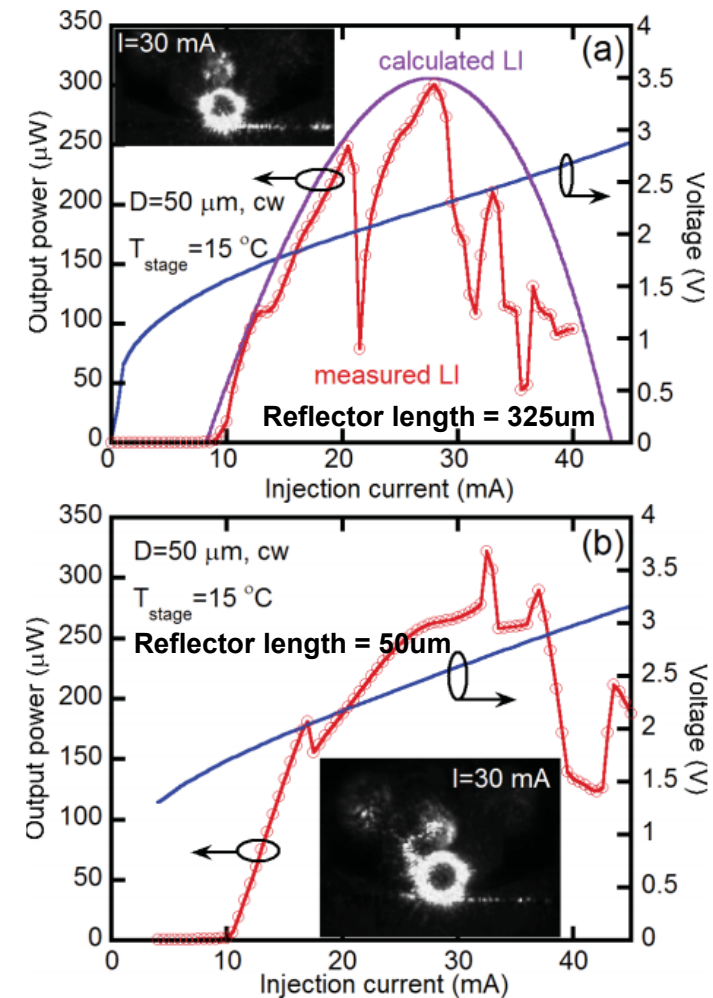 350
300
250
200
150
100
50
0
Output power (μW)
I=30 mA
calculated LI
(a)
D=50 μm, cw
T_stage=15 °C
measured LI
Reflector length = 325um
4
3.5
3
2.5
2
1.5
1
0.5
0
Voltage (V)
0 10 20 30 40
Injection current (mA)
350
300
250
200
150
100
50
0
Output power (μW)
D=50 μm, cw
(b)
T_stage=15 °C
Reflector length = 50um
I=30 mA
4
3.5
3
2.5
2
1.5
1
0.5
0
Voltage (V)
0 10 20 30 40
Injection current (mA)